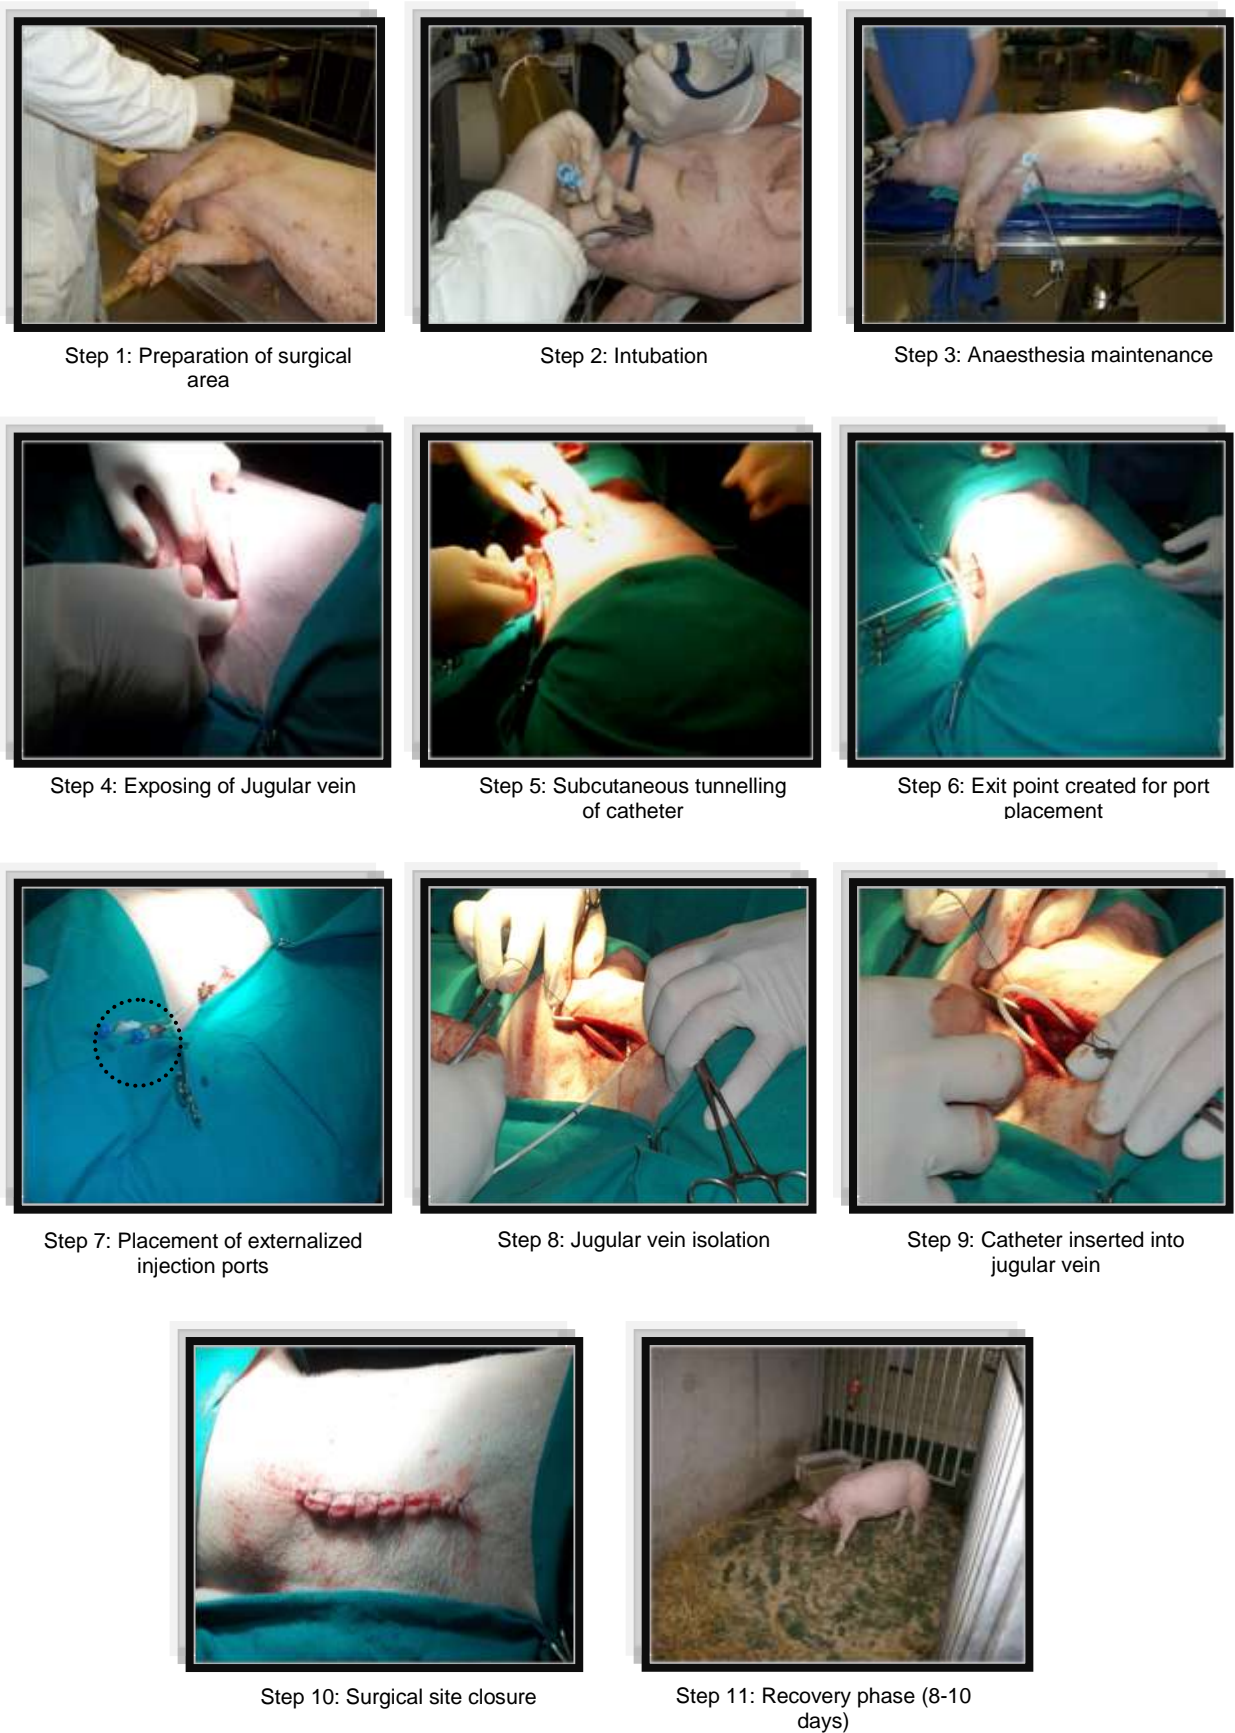 Step 1: Preparation of surgical
area
Step 2: Intubation
Step 3: Anaesthesia maintenance
Step 4: Exposing of Jugular vein
Step 5: Subcutaneous tunnelling
of catheter
Step 6: Exit point created for port
placement
Step 7: Placement of externalized
injection ports
Step 8: Jugular vein isolation
Step 9: Catheter inserted into
jugular vein
Step 10: Surgical site closure
Step 11: Recovery phase (8-10
days)